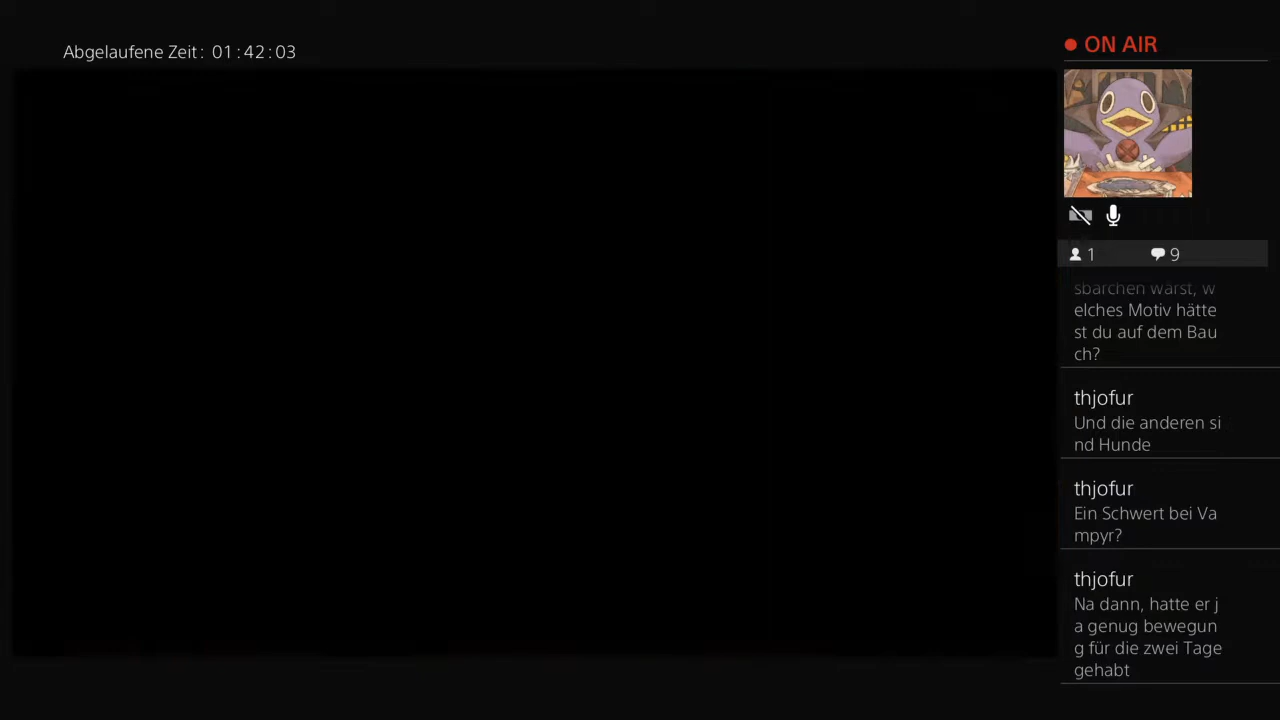 Abgelaufene Zeit: 01:42:03
ON AIR
1 9
sbärchen wärst, w
elches Motiv hätte
st du auf dem Bau
ch?
thjofur
Und die anderen si
nd Hunde
thjofur
Ein Schwert bei Va
mpyr?
thjofur
Na dann, hatte er j
a genug bewegun
g für die zwei Tage
gehabt